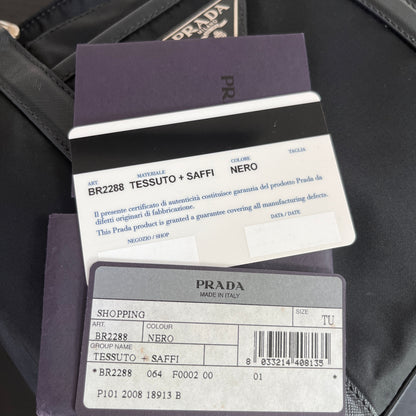 PRADA
PRADA
ART. MATERIALE COLORE TAGLIA
BR2288 TESSUTO + SAFFI NERO
Il presente certificato di autenticità costituisce garanzia del prodotto Prada da
difetti originari di fabbricazione.
This Prada product is granted a guarantee covering all manufacturing defects.
NEGOZIO / SHOP DATA / DATE
PRADA
MADE IN ITALY
SHOPPING SIZE TU
ART. COLOUR
BR2288 NERO
GROUP NAME
TESSUTO + SAFFI
8 033214 408135
*BR2288 064 F0002 00 01 *
P101 2008 18913 B